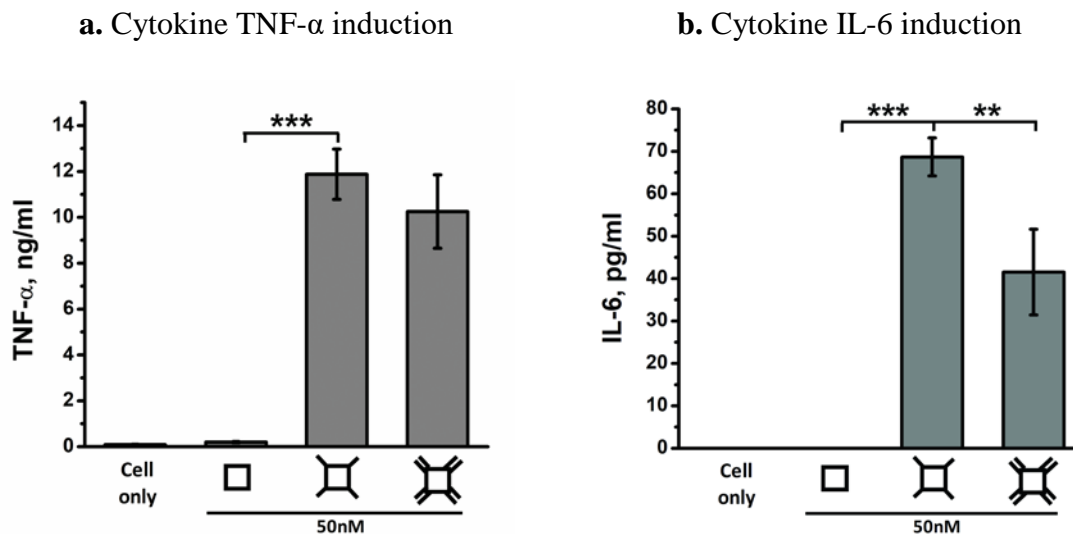 a. Cytokine TNF-α induction
TNF-α, ng/ml
14
12
10
8
6
4
2
0
***
Cell
only
50nM
b. Cytokine IL-6 induction
IL-6, pg/ml
80
70
60
50
40
30
20
10
0
***
**
Cell
only
50nM